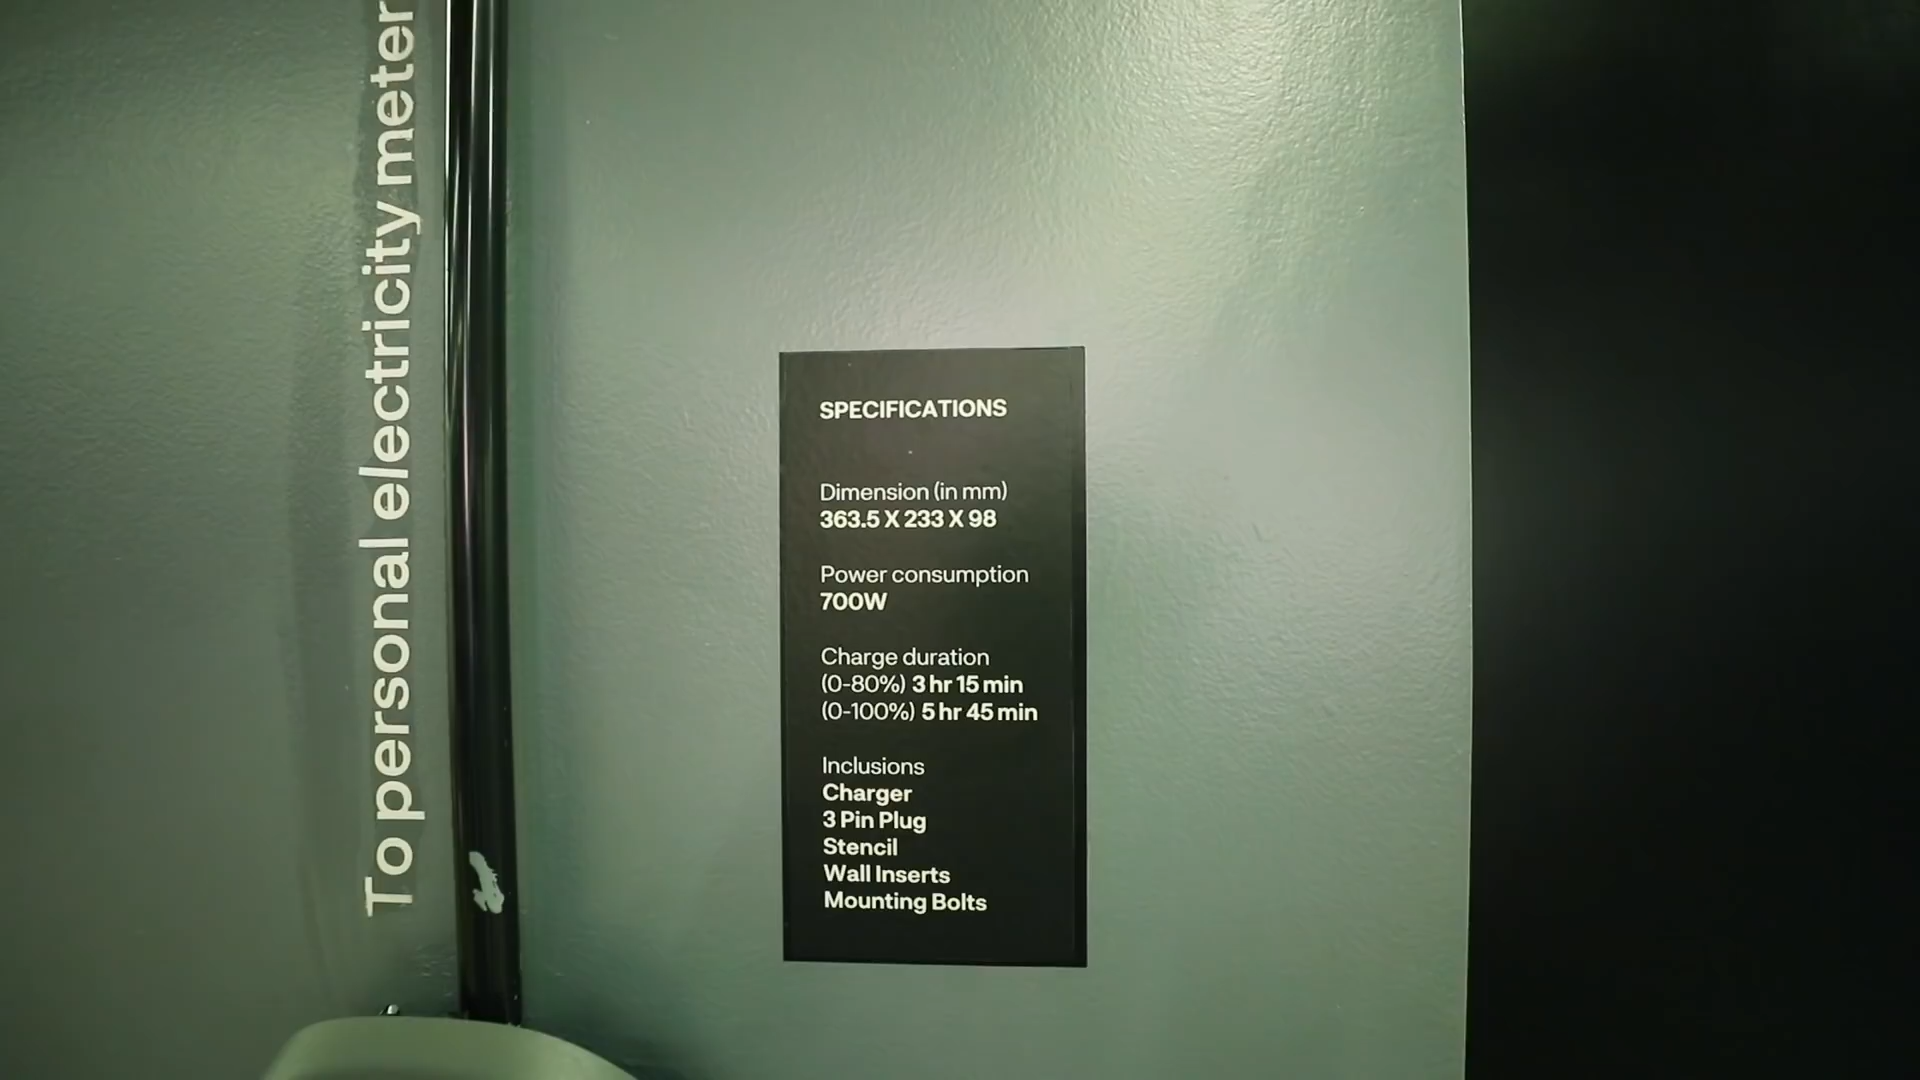 To personal electricity meter
SPECIFICATIONS
Dimension (in mm)
363.5 X 233 X 98
Power consumption
700W
Charge duration
(0-80%) 3 hr 15 min
(0-100%) 5 hr 45 min
Inclusions
Charger
3 Pin Plug
Stencil
Wall Inserts
Mounting Bolts